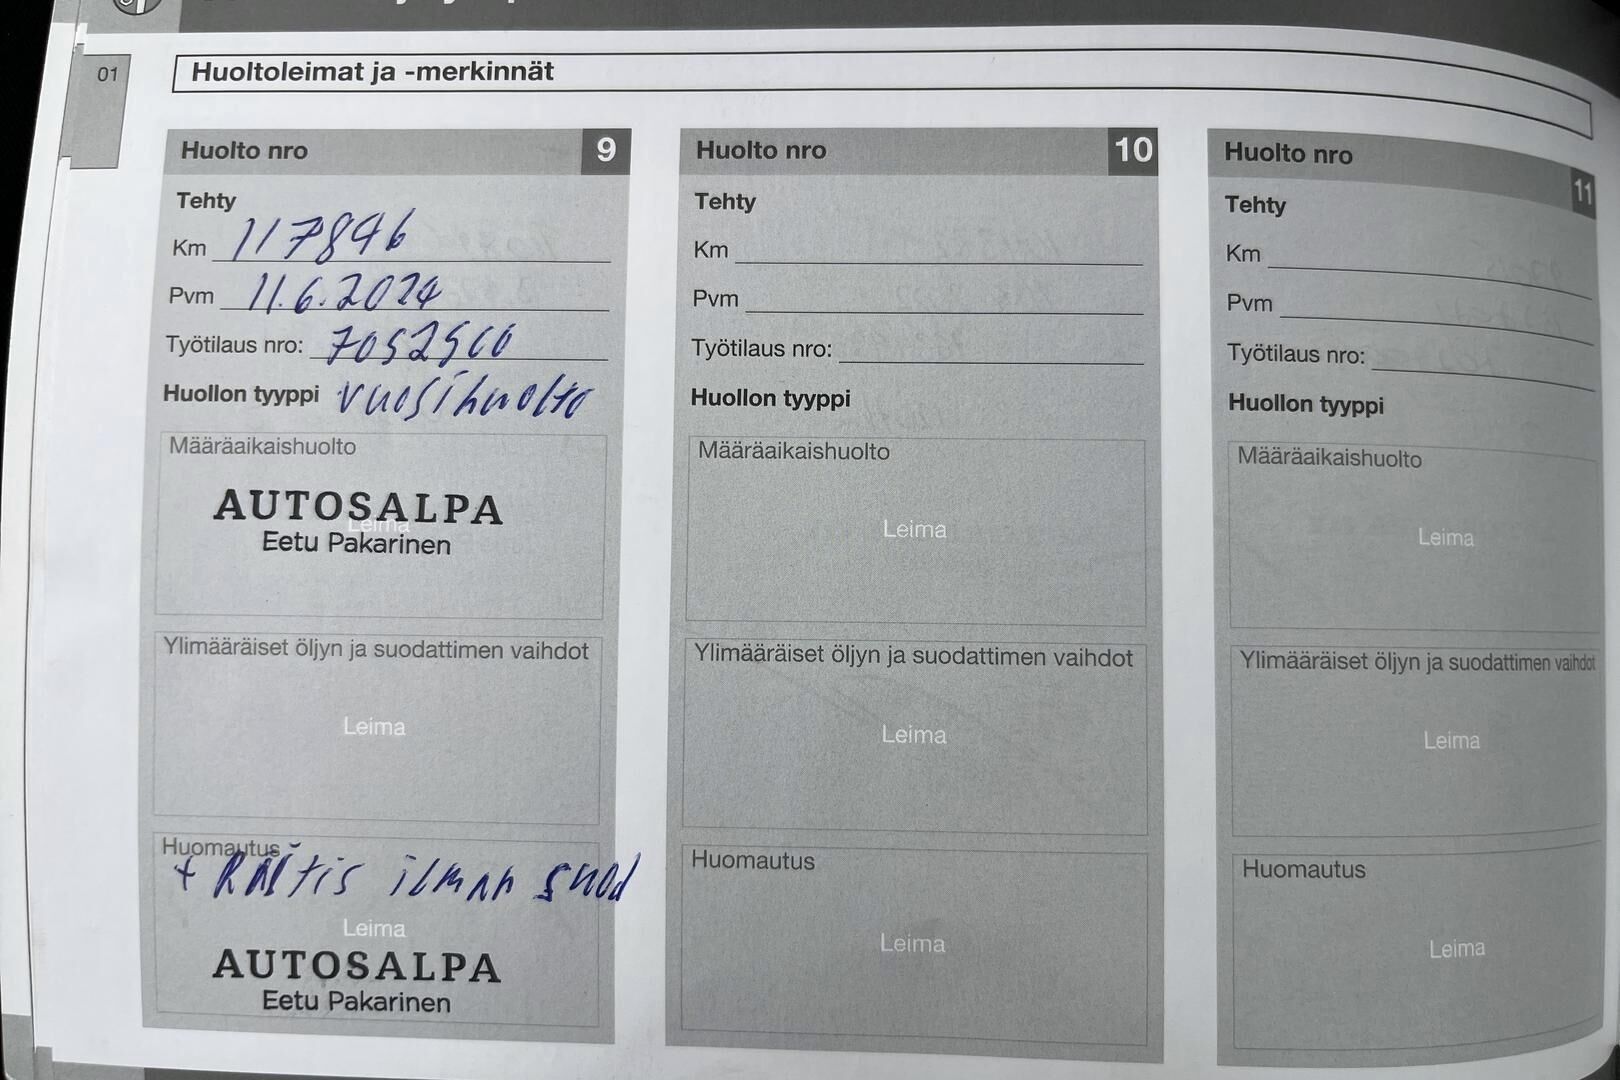 01
Huoltoleimat ja -merkinnät
Huolto nro 9
Tehty
Km 117846
Pvm 11.6.2024
Työtilaus nro:
Huollon tyyppi vuosihuolto
Määräaikaishuolto
Leima
AUTOSALPA
Eetu Pakarinen
Ylimääräiset öljyn ja suodattimen vaihdot
Leima
Huomautus
+ Raitis ilman suod
Leima
AUTOSALPA
Eetu Pakarinen
Huolto nro 10
Tehty
Km
Pvm
Työtilaus nro:
Huollon tyyppi
Määräaikaishuolto
Leima
Ylimääräiset öljyn ja suodattimen vaihdot
Leima
Huomautus
Leima
Huolto nro 11
Tehty
Km
Pvm
Työtilaus nro:
Huollon tyyppi
Määräaikaishuolto
Leima
Ylimääräiset öljyn ja suodattimen vaihdot
Leima
Huomautus
Leima